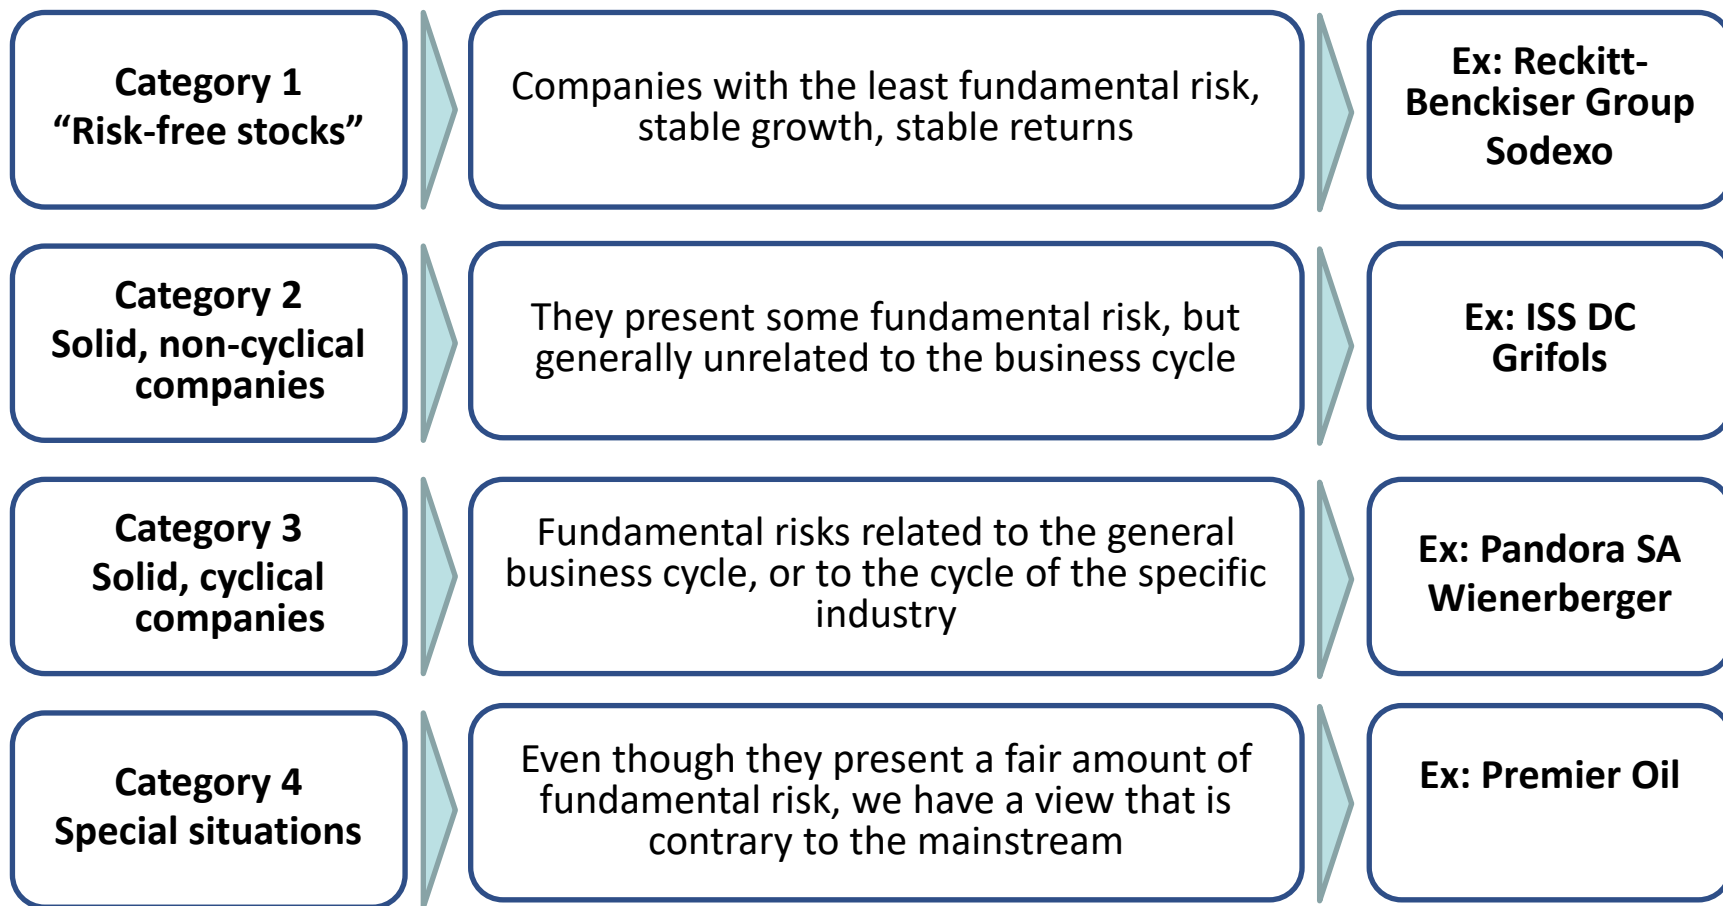 Category 1
“Risk-free stocks”
Companies with the least fundamental risk,
stable growth, stable returns
Ex: Reckitt-
Benckiser Group
Sodexo
Category 2
Solid, non-cyclical
companies
They present some fundamental risk, but
generally unrelated to the business cycle
Ex: ISS DC
Grifols
Category 3
Solid, cyclical
companies
Fundamental risks related to the general
business cycle, or to the cycle of the specific
industry
Ex: Pandora SA
Wienerberger
Category 4
Special situations
Even though they present a fair amount of
fundamental risk, we have a view that is
contrary to the mainstream
Ex: Premier Oil